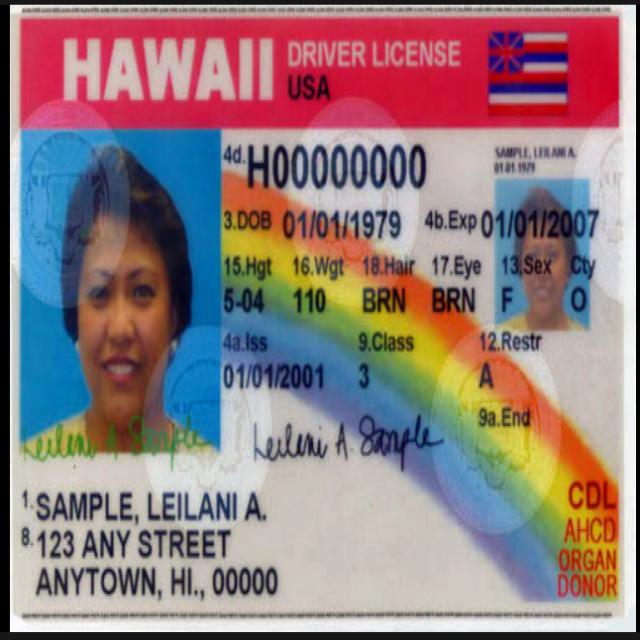 HAWAII DRIVER LICENSE
USA
4d. H00000000
SAMPLE, LEILANI A.
01-01-1979
3.DOB 01/01/1979 4b.Exp 01/01/2007
15.Hgt 16.Wgt 18.Hair 17.Eye 13.Sex Cty
5-04 110 BRN BRN F O
4a.Iss 9.Class 12.Restr
01/01/2001 3 A
9a.End
Leilani A Sample
Leilani A. Sample
1. SAMPLE, LEILANI A.
8. 123 ANY STREET
ANYTOWN, HI., 00000
CDL
AHCD
ORGAN
DONOR